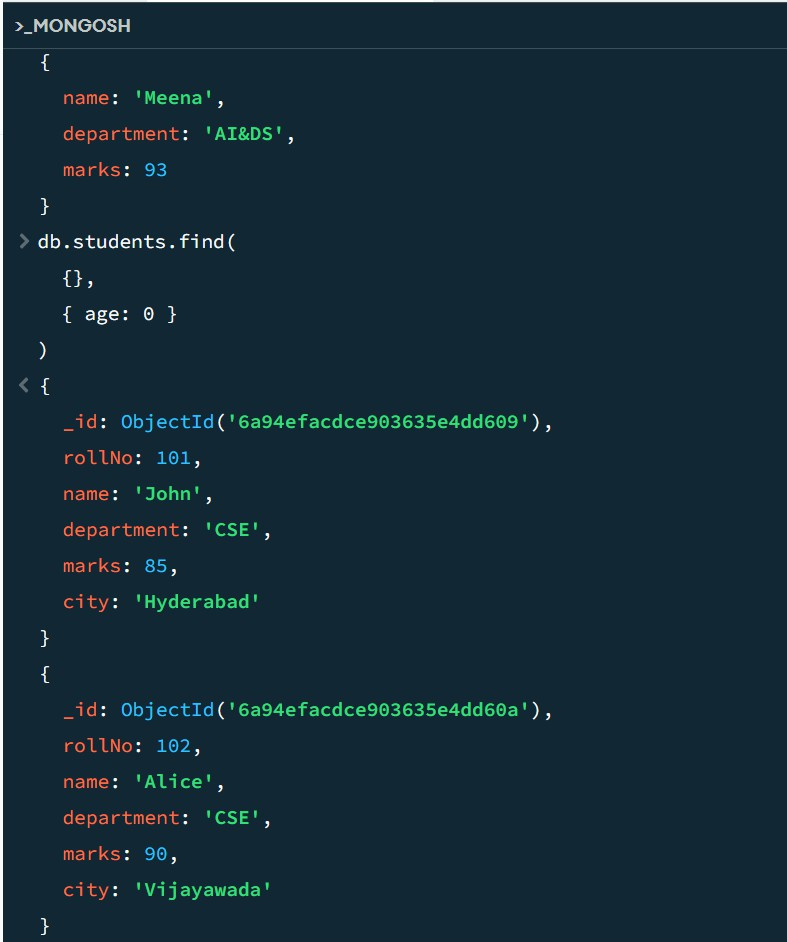 >_MONGOSH
{
  name: 'Meena',
  department: 'AI&DS',
  marks: 93
}
> db.students.find(
  {},
  { age: 0 }
)
< {
  _id: ObjectId('6a94efacdce903635e4dd609'),
  rollNo: 101,
  name: 'John',
  department: 'CSE',
  marks: 85,
  city: 'Hyderabad'
}
{
  _id: ObjectId('6a94efacdce903635e4dd60a'),
  rollNo: 102,
  name: 'Alice',
  department: 'CSE',
  marks: 90,
  city: 'Vijayawada'
}